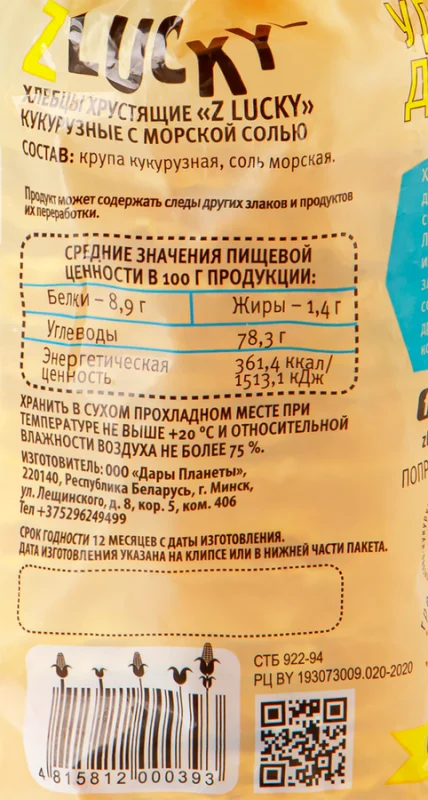 Z LUCKY
ХЛЕБЦЫ ХРУСТЯЩИЕ «Z LUCKY»
КУКУРУЗНЫЕ С МОРСКОЙ СОЛЬЮ
СОСТАВ: крупа кукурузная, соль морская.
Продукт может содержать следы других злаков и продуктов
их переработки.
СРЕДНИЕ ЗНАЧЕНИЯ ПИЩЕВОЙ
ЦЕННОСТИ В 100 Г ПРОДУКЦИИ:
Белки – 8,9 г Жиры – 1,4 г
Углеводы 78,3 г
Энергетическая 361,4 ккал/
ценность 1513,1 кДж
ХРАНИТЬ В СУХОМ ПРОХЛАДНОМ МЕСТЕ ПРИ
ТЕМПЕРАТУРЕ НЕ ВЫШЕ +20 °С И ОТНОСИТЕЛЬНОЙ
ВЛАЖНОСТИ ВОЗДУХА НЕ БОЛЕЕ 75 %.
ИЗГОТОВИТЕЛЬ: ООО «Дары Планеты»,
220140, Республика Беларусь, г. Минск,
ул. Лещинского, д. 8, кор. 5, ком. 406
Тел +375296249499
СРОК ГОДНОСТИ 12 МЕСЯЦЕВ С ДАТЫ ИЗГОТОВЛЕНИЯ.
ДАТА ИЗГОТОВЛЕНИЯ УКАЗАНА НА КЛИПСЕ ИЛИ В НИЖНЕЙ ЧАСТИ ПАКЕТА.
СТБ 922-94
РЦ BY 193073009.020-2020
4 815812 000393